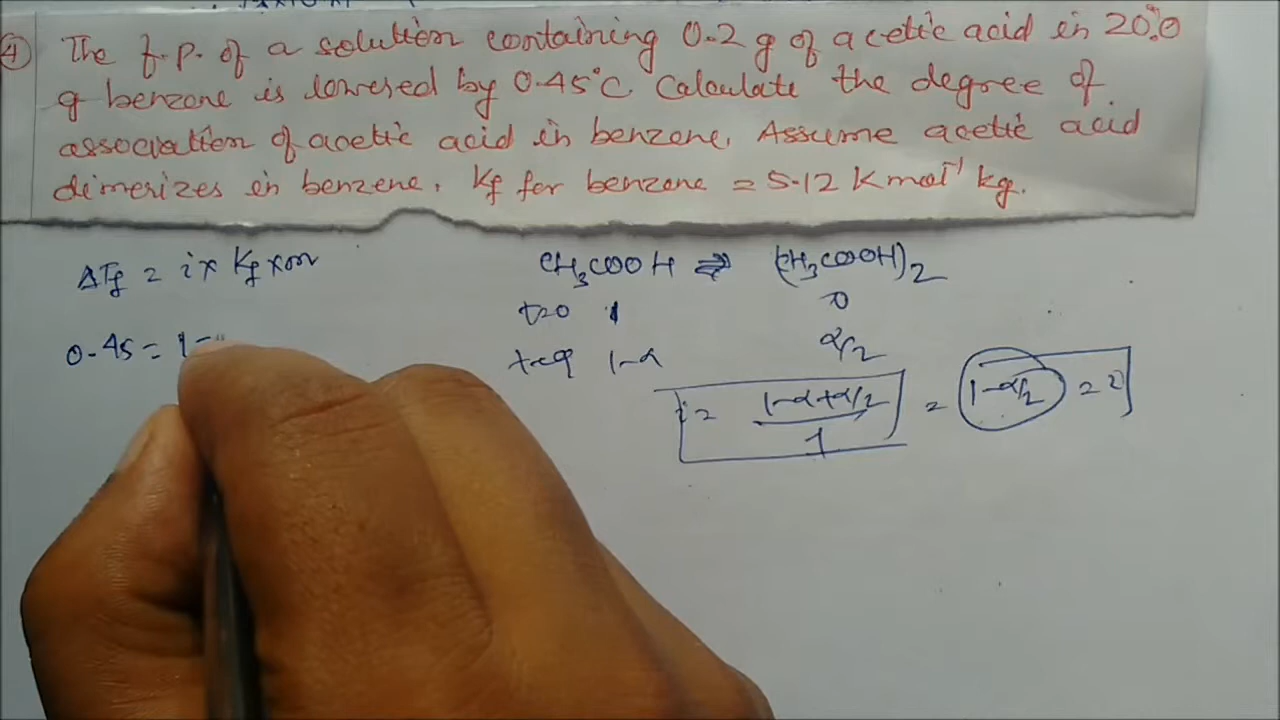 ④ The f.p. of a solution containing 0.2 g of acetic acid in 20.0
g benzene is lowered by 0.45°C. Calculate the degree of
association of acetic acid in benzene. Assume acetic acid
dimerizes in benzene. Kf for benzene = 5.12 K mol⁻¹ kg.
ΔTf = i × Kf × m
CH₃COOH ⇌ (CH₃COOH)₂
t=0 1 0
t=eq 1-α α/2
0.45 = 1-
i = 1-α+α/2 / 1 = 1-α/2 = i